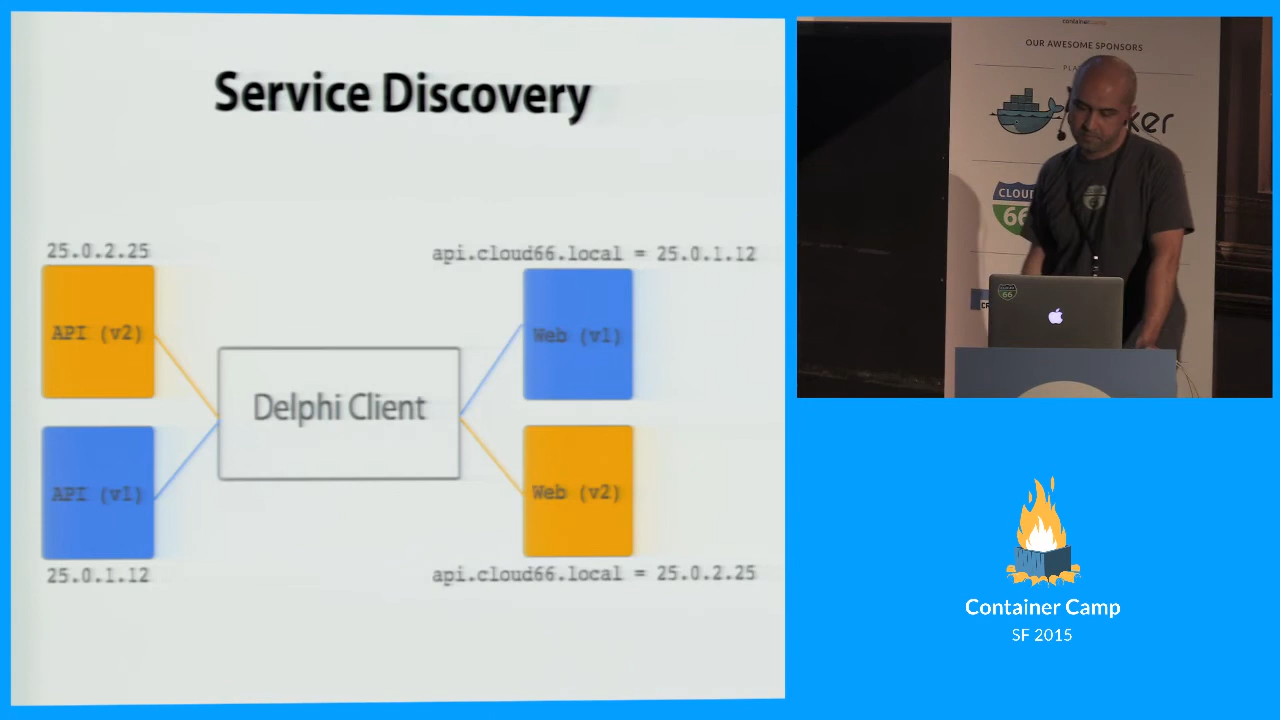 Service Discovery
25.0.2.25
api.cloud66.local = 25.0.1.12
API (v2)
Web (v1)
Delphi Client
API (v1)
Web (v2)
25.0.1.12
api.cloud66.local = 25.0.2.25
OUR AWESOME SPONSORS
CLOUD
66
Container Camp
SF 2015